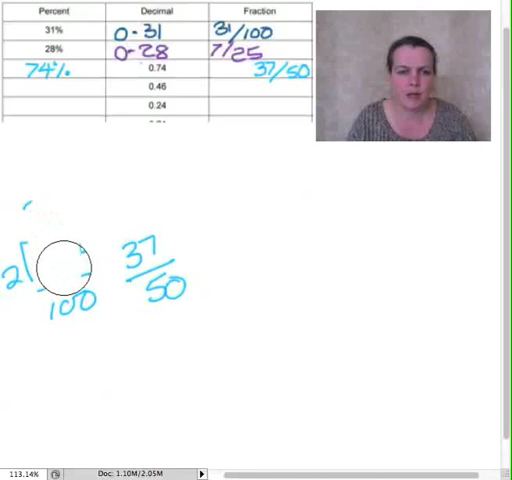 Percent Decimal Fraction
31% 0.31 31/100
28% 0.28 7/25
74% 0.74 37/50
0.46
0.24
37
2
50
100
113.14% Doc: 1.10M/2.05M